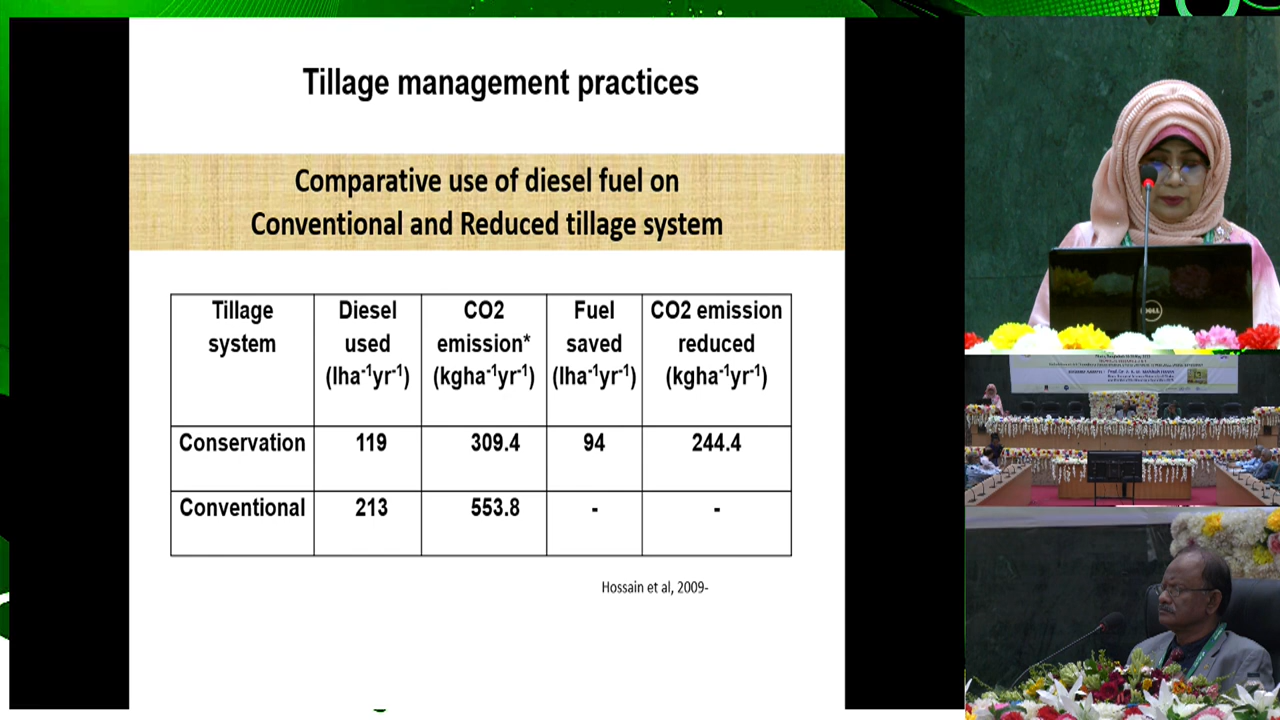 Tillage management practices
Comparative use of diesel fuel on
Conventional and Reduced tillage system
Tillage system | Diesel used (lha⁻¹yr⁻¹) | CO2 emission* (kgha⁻¹yr⁻¹) | Fuel saved (lha⁻¹yr⁻¹) | CO2 emission reduced (kgha⁻¹yr⁻¹)
Conservation | 119 | 309.4 | 94 | 244.4
Conventional | 213 | 553.8 | - | -
Hossain et al, 2009-
DELL